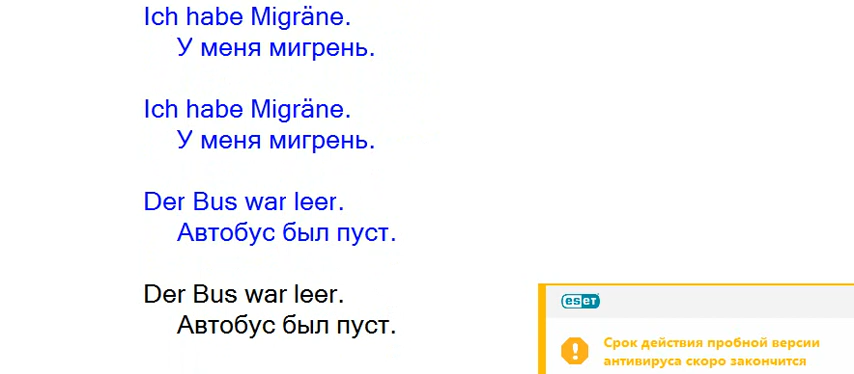 Ich habe Migräne.
У меня мигрень.
Ich habe Migräne.
У меня мигрень.
Der Bus war leer.
Автобус был пуст.
Der Bus war leer.
Автобус был пуст.
eset
Срок действия пробной версии
антивируса скоро закончится